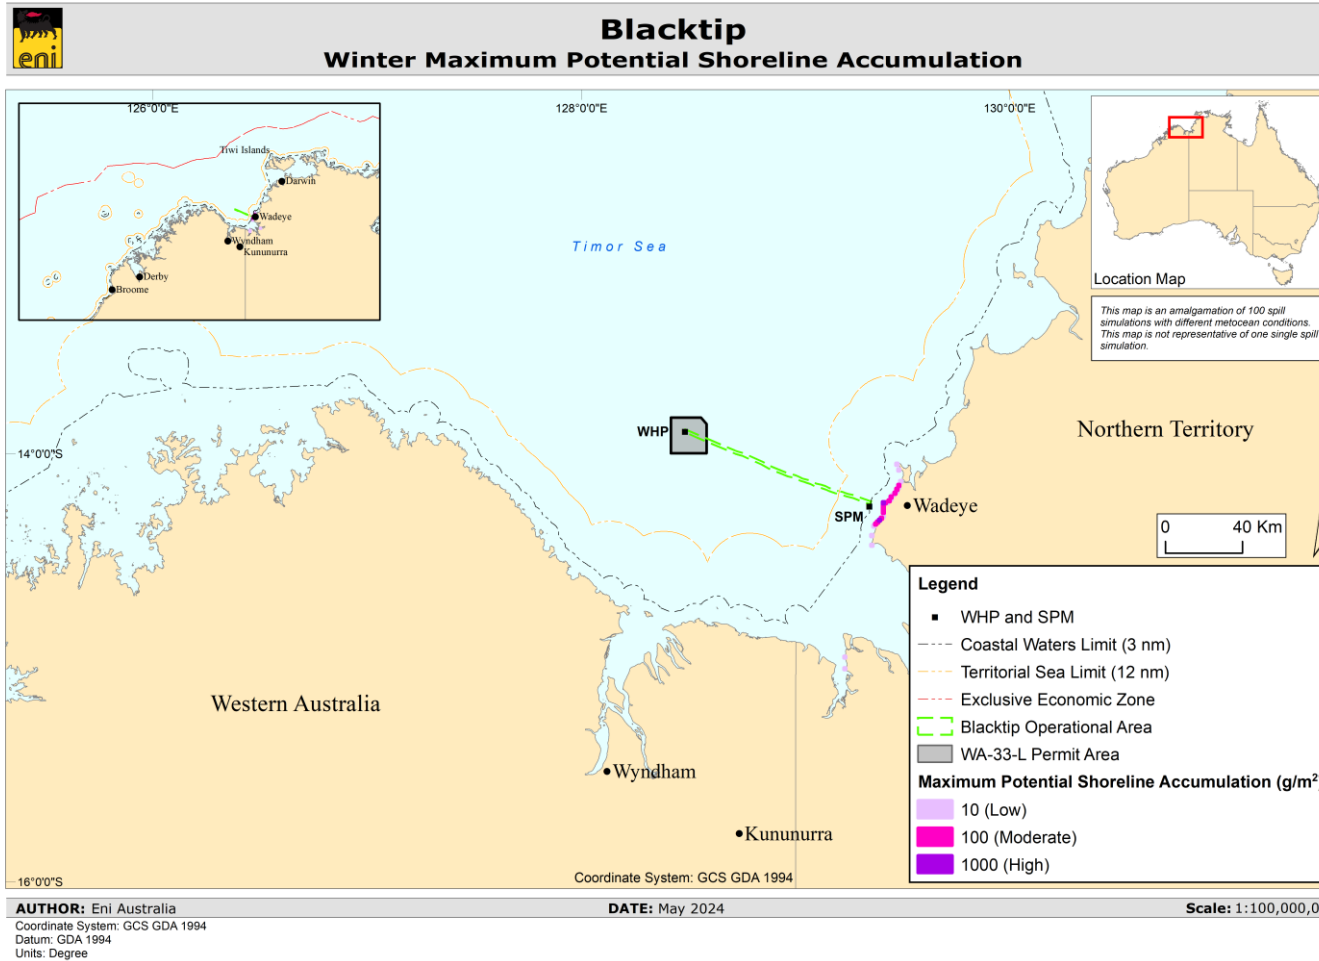 eni
Blacktip
Winter Maximum Potential Shoreline Accumulation
126°0'0"E
128°0'0"E
130°0'0"E
Tiwi Islands
Darwin
Wadeye
Wyndham
Kununurra
Derby
Broome
Timor Sea
Location Map
This map is an amalgamation of 100 spill
simulations with different metocean conditions.
This map is not representative of one single spill
simulation.
WHP
Northern Territory
14°0'0"S
SPM
Wadeye
0 40 Km
Western Australia
Wyndham
Kununurra
Legend
WHP and SPM
Coastal Waters Limit (3 nm)
Territorial Sea Limit (12 nm)
Exclusive Economic Zone
Blacktip Operational Area
WA-33-L Permit Area
Maximum Potential Shoreline Accumulation (g/m²)
10 (Low)
100 (Moderate)
1000 (High)
16°0'0"S
Coordinate System: GCS GDA 1994
AUTHOR: Eni Australia
DATE: May 2024
Scale: 1:100,000,0
Coordinate System: GCS GDA 1994
Datum: GDA 1994
Units: Degree